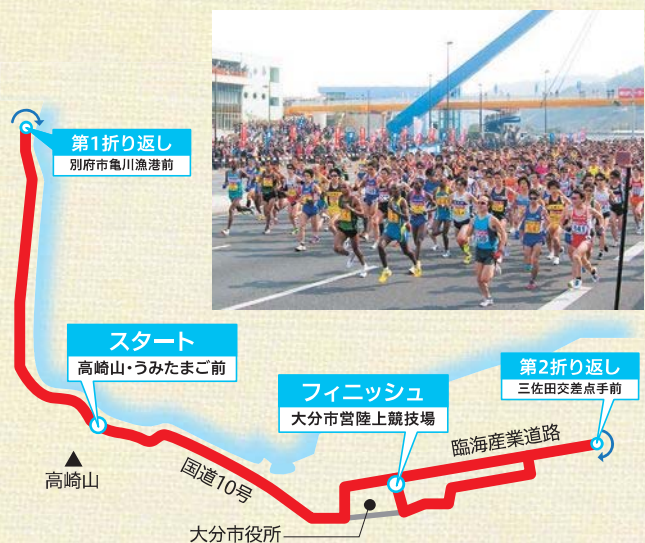 第1折り返し
別府市亀川漁港前
スタート
高崎山・うみたまご前
フィニッシュ
大分市営陸上競技場
第2折り返し
三佐田交差点手前
臨海産業道路
高崎山
国道10号
大分市役所